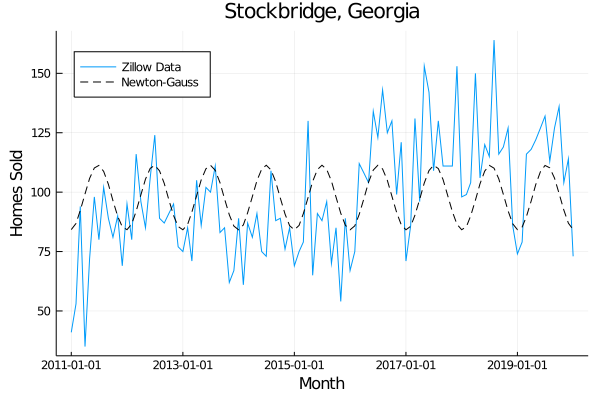 Stockbridge, Georgia
Zillow Data
Newton-Gauss
Homes Sold
150
125
100
75
50
2011-01-01 2013-01-01 2015-01-01 2017-01-01 2019-01-01
Month